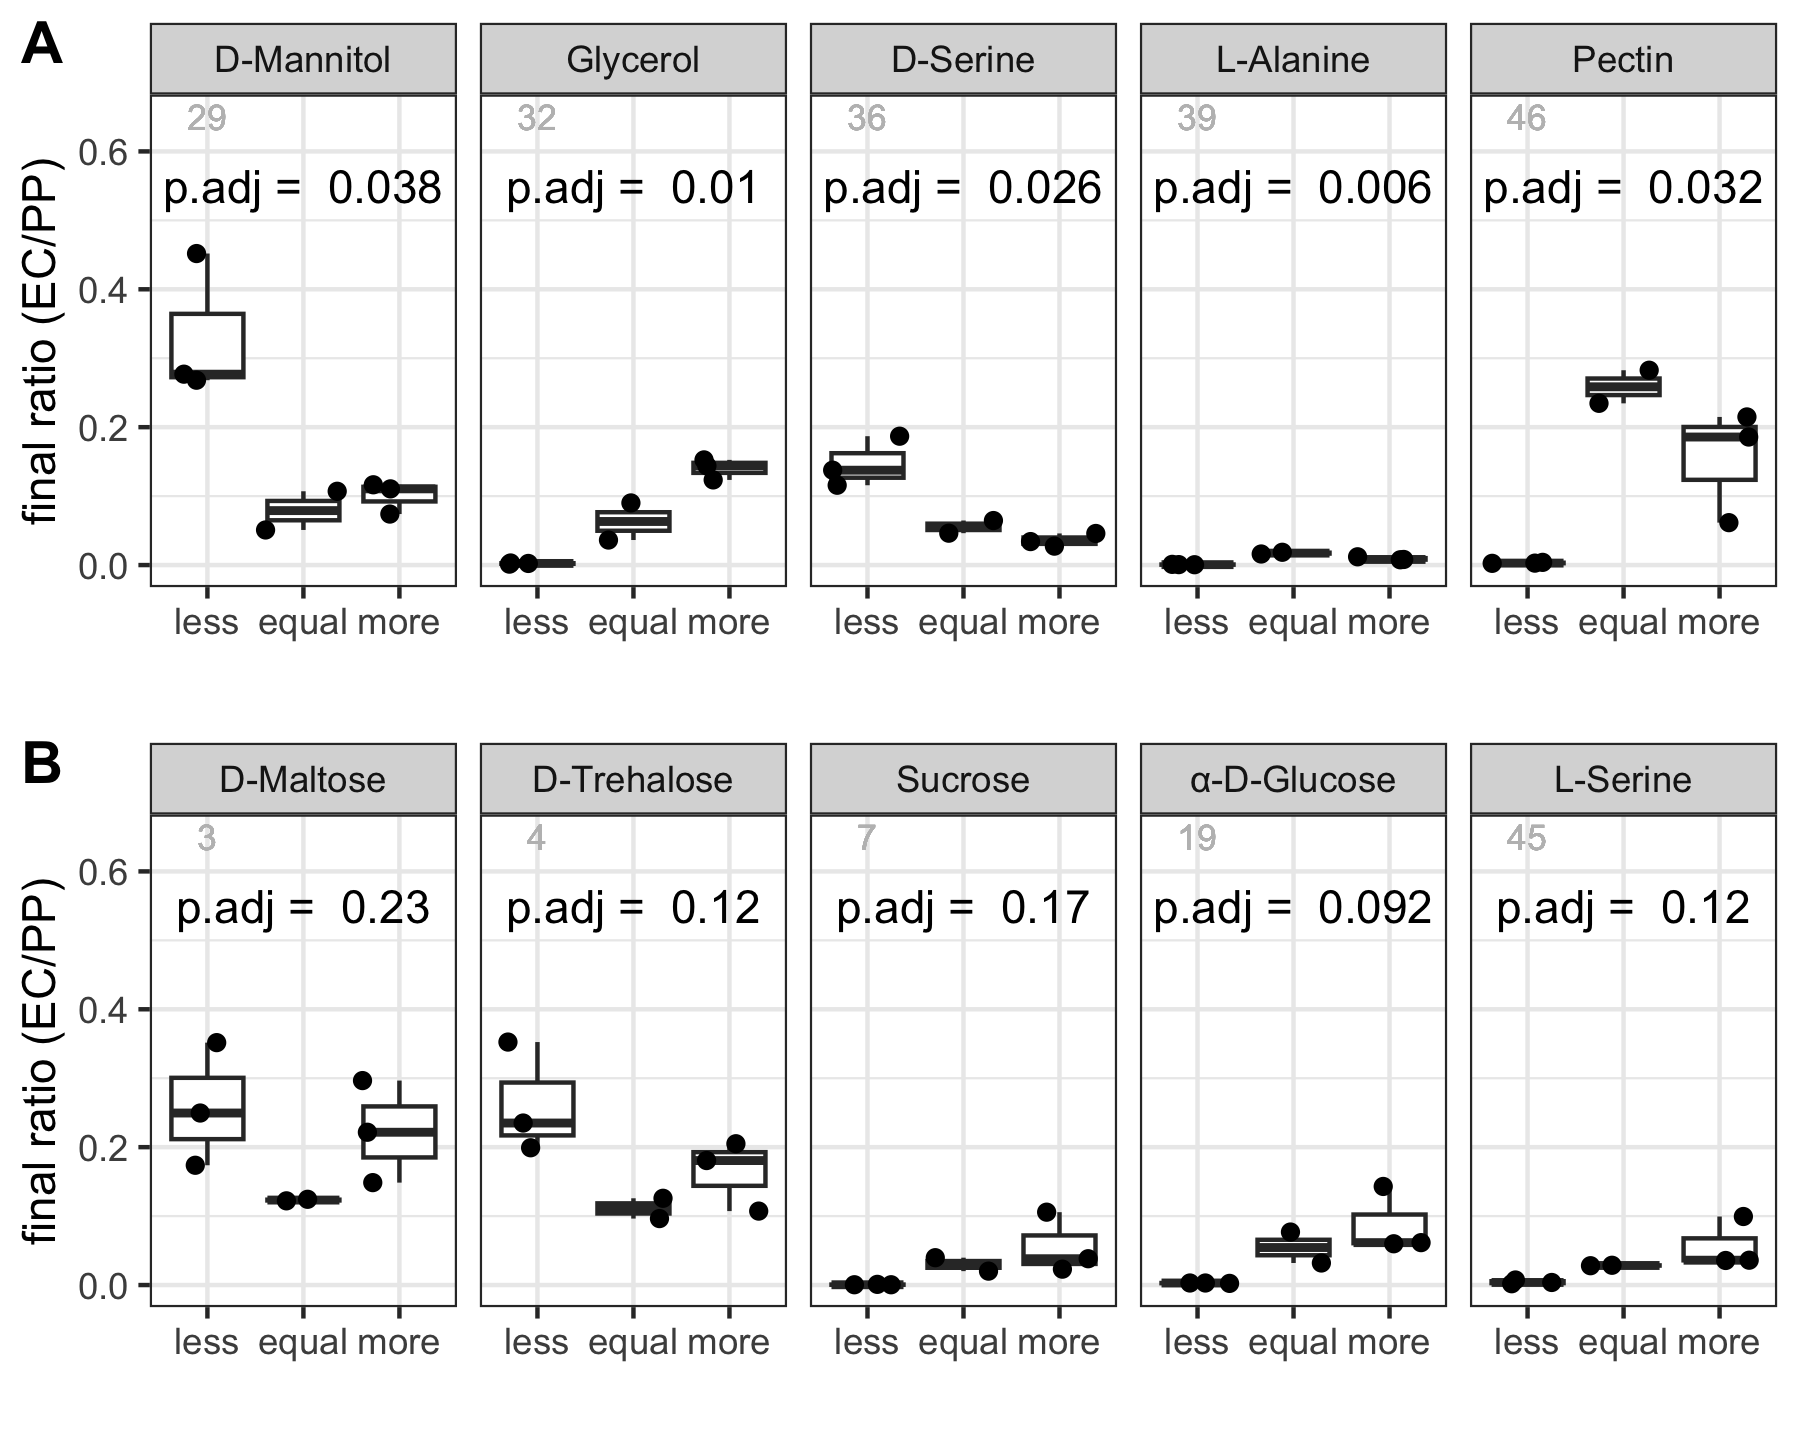 A
D-Mannitol Glycerol D-Serine L-Alanine Pectin
29 32 36 39 46
p.adj = 0.038 p.adj = 0.01 p.adj = 0.026 p.adj = 0.006 p.adj = 0.032
final ratio (EC/PP)
0.6
0.4
0.2
0.0
less equal more less equal more less equal more less equal more less equal more
B
D-Maltose D-Trehalose Sucrose α-D-Glucose L-Serine
3 4 7 19 45
p.adj = 0.23 p.adj = 0.12 p.adj = 0.17 p.adj = 0.092 p.adj = 0.12
final ratio (EC/PP)
0.6
0.4
0.2
0.0
less equal more less equal more less equal more less equal more less equal more